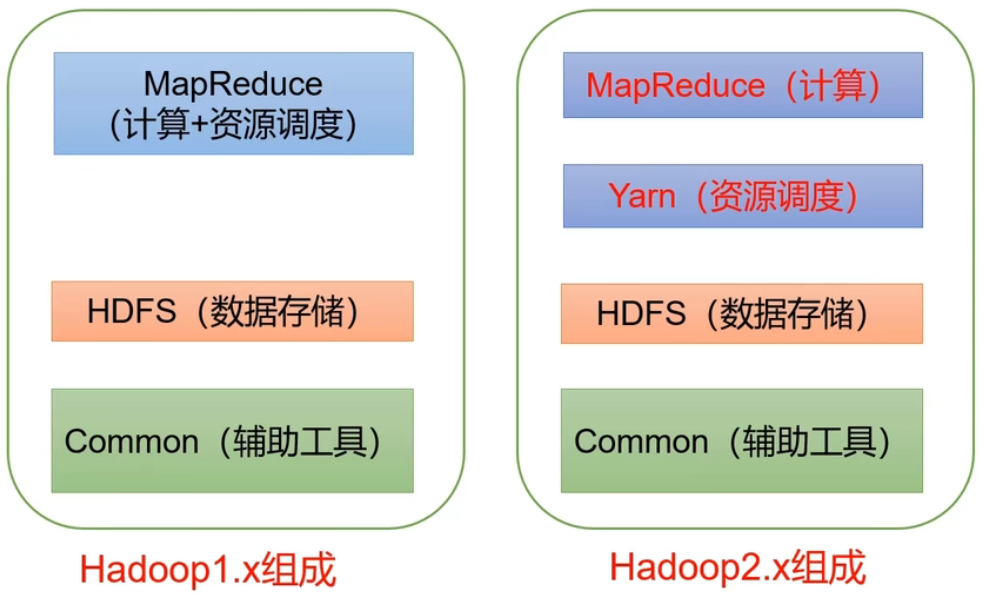 MapReduce
（计算+资源调度）
HDFS（数据存储）
Common（辅助工具）
Hadoop1.x组成
MapReduce（计算）
Yarn（资源调度）
HDFS（数据存储）
Common（辅助工具）
Hadoop2.x组成